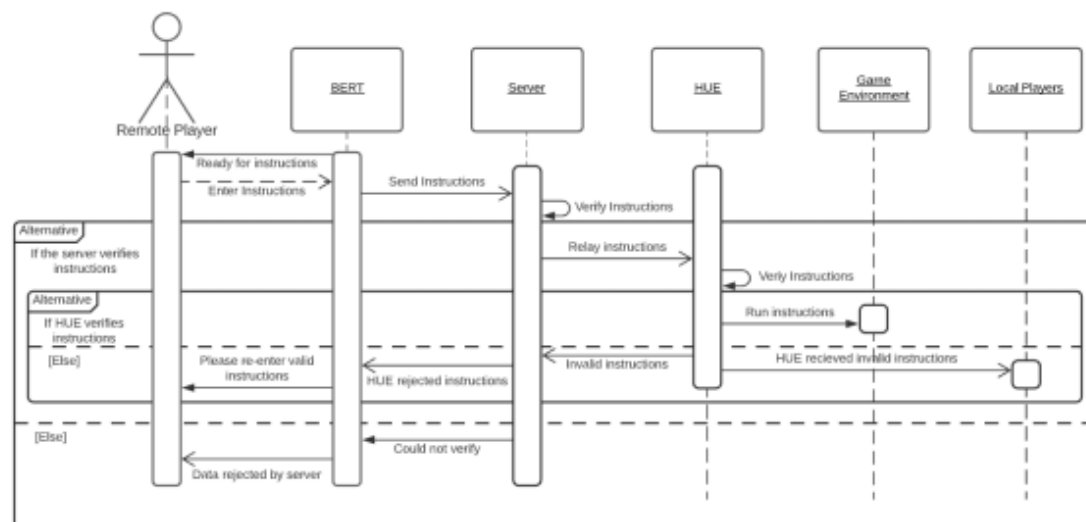 BERT
Server
HUE
Game
Environment
Local Players
Remote Player
Ready for instructions
Enter Instructions
Send Instructions
Verify Instructions
Alternative
If the server verifies
instructions
Relay instructions
Veriy Instructions
Alternative
If HUE verifies
instructions
Run instructions
[Else]
Please re-enter valid
instructions
HUE rejected instructions
Invalid instructions
HUE recieved invalid instructions
[Else]
Could not verify
Data rejected by server